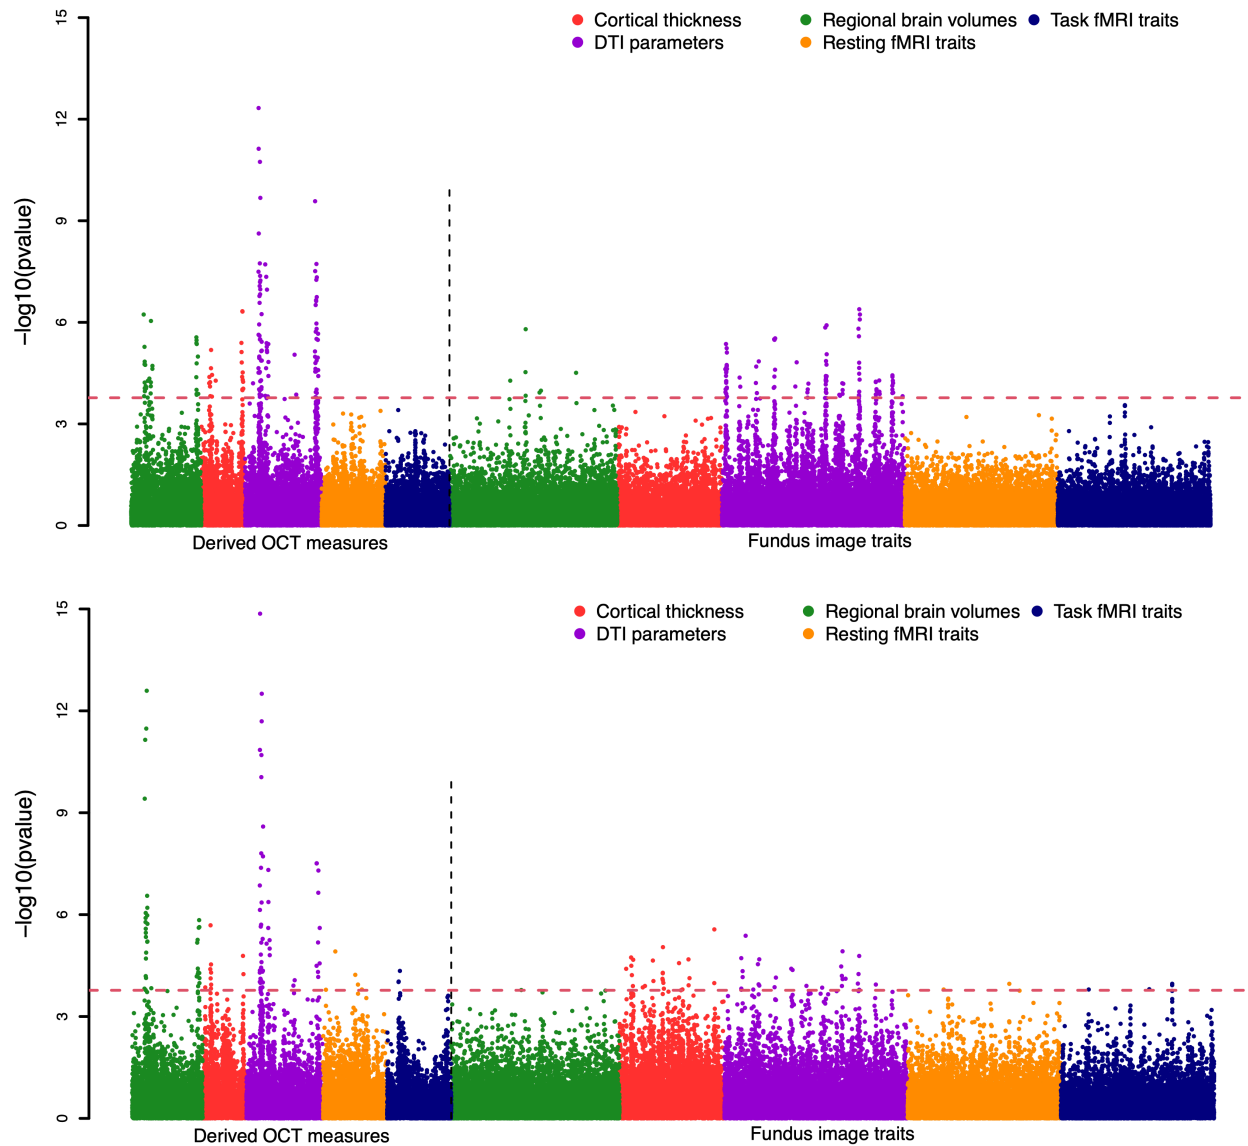 15
12
9
6
3
0
−log10(pvalue)
Cortical thickness
Regional brain volumes
Task fMRI traits
DTI parameters
Resting fMRI traits
Derived OCT measures
Fundus image traits
15
12
9
6
3
0
−log10(pvalue)
Cortical thickness
Regional brain volumes
Task fMRI traits
DTI parameters
Resting fMRI traits
Derived OCT measures
Fundus image traits